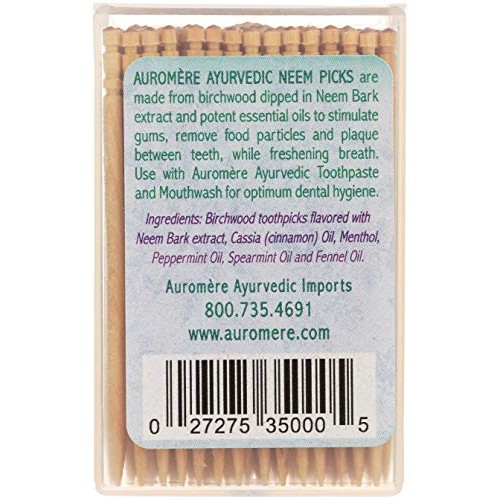 AUROMÈRE AYURVEDIC NEEM PICKS are
made from birchwood dipped in Neem Bark
extract and potent essential oils to stimulate
gums, remove food particles and plaque
between teeth, while freshening breath.
Use with Auromère Ayurvedic Toothpaste
and Mouthwash for optimum dental hygiene.
Ingredients: Birchwood toothpicks flavored with
Neem Bark extract, Cassia (cinnamon) Oil, Menthol,
Peppermint Oil, Spearmint Oil and Fennel Oil.
Auromère Ayurvedic Imports
800.735.4691
www.auromere.com
0 27275 35000 5